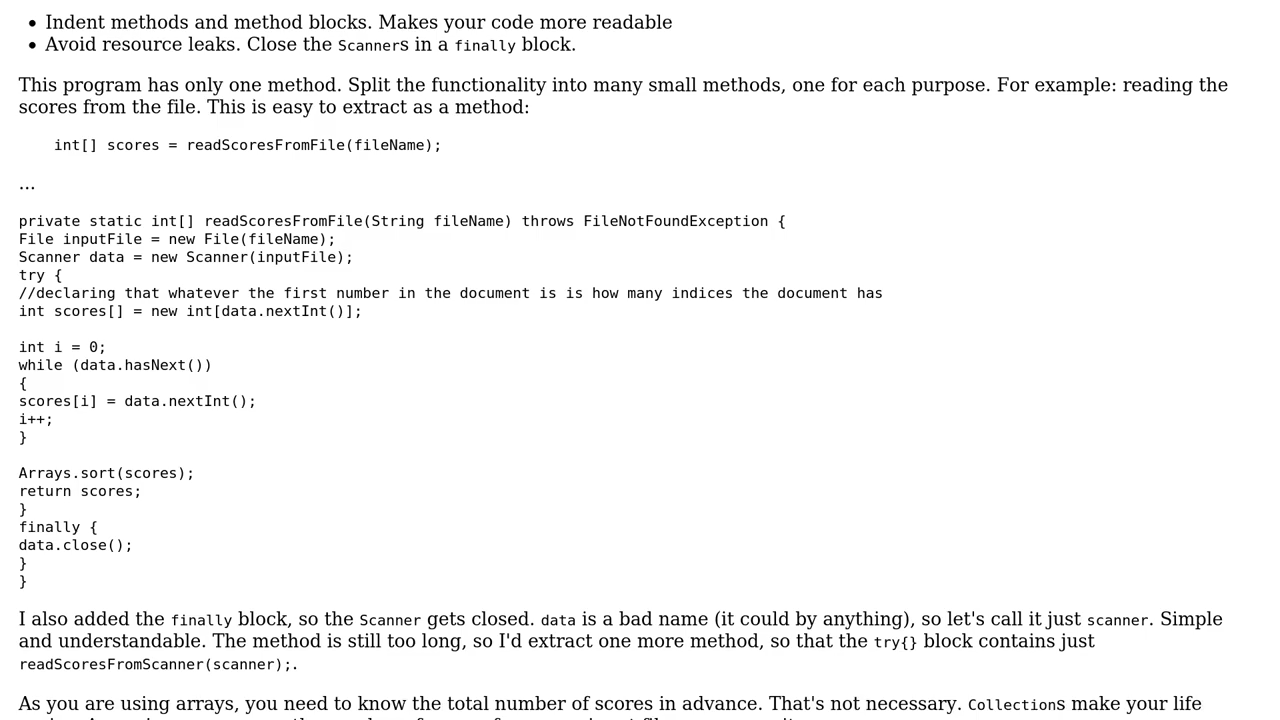 Indent methods and method blocks. Makes your code more readable
Avoid resource leaks. Close the Scanners in a finally block.
This program has only one method. Split the functionality into many small methods, one for each purpose. For example: reading the
scores from the file. This is easy to extract as a method:
int[] scores = readScoresFromFile(fileName);
...
private static int[] readScoresFromFile(String fileName) throws FileNotFoundException {
File inputFile = new File(fileName);
Scanner data = new Scanner(inputFile);
try {
//declaring that whatever the first number in the document is is how many indices the document has
int scores[] = new int[data.nextInt()];
int i = 0;
while (data.hasNext())
{
scores[i] = data.nextInt();
i++;
}
Arrays.sort(scores);
return scores;
}
finally {
data.close();
}
}
I also added the finally block, so the Scanner gets closed. data is a bad name (it could by anything), so let's call it just scanner. Simple
and understandable. The method is still too long, so I'd extract one more method, so that the try{} block contains just
readScoresFromScanner(scanner);.
As you are using arrays, you need to know the total number of scores in advance. That's not necessary. Collections make your life